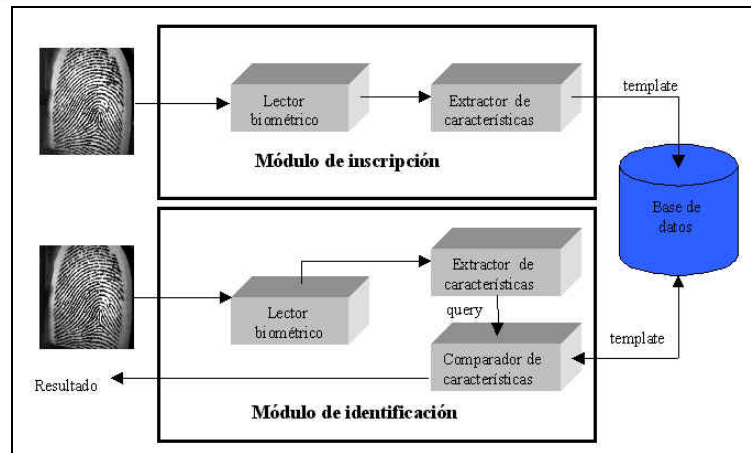 Lector
biométrico
Extractor de
características
template
Módulo de inscripción
Base de
datos
Lector
biométrico
Extractor de
características
query
Comparador de
características
template
Resultado
Módulo de identificación